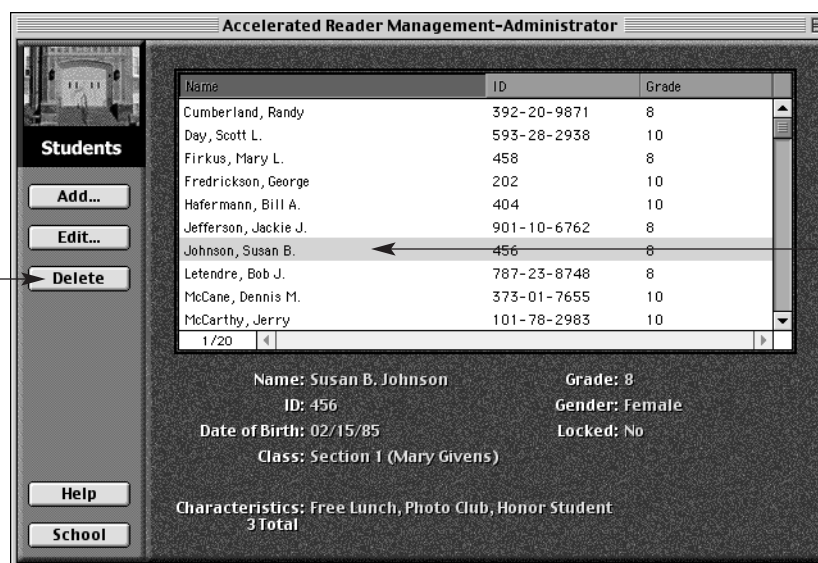 Accelerated Reader Management-Administrator
Students
Add...
Edit...
Delete
Help
School
Name ID Grade
Cumberland, Randy 392-20-9871 8
Day, Scott L. 593-28-2938 10
Firkus, Mary L. 458 8
Fredrickson, George 202 10
Hafermann, Bill A. 404 10
Jefferson, Jackie J. 901-10-6762 8
Johnson, Susan B. 456 8
Letendre, Bob J. 787-23-8748 8
McCane, Dennis M. 373-01-7655 10
McCarthy, Jerry 101-78-2983 10
1/20
Name: Susan B. Johnson Grade: 8
ID: 456 Gender: Female
Date of Birth: 02/15/85 Locked: No
Class: Section 1 (Mary Givens)
Characteristics: Free Lunch, Photo Club, Honor Student
3 Total